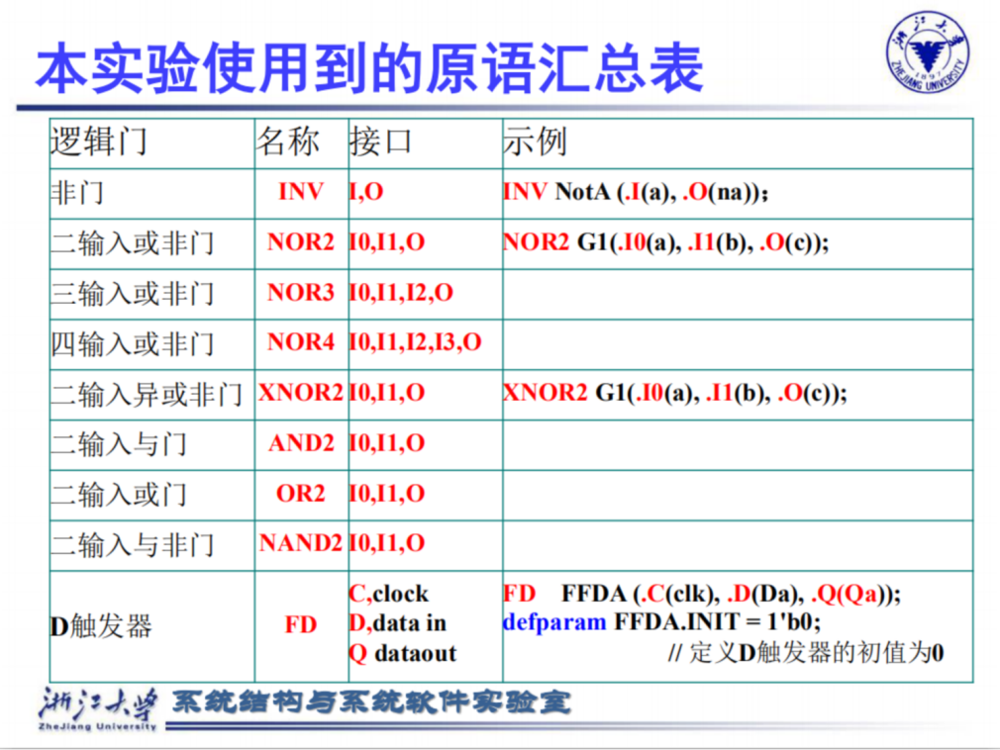 本实验使用到的原语汇总表
浙江大学
ZHEJIANG UNIVERSITY
1897
逻辑门 名称 接口 示例
非门 INV I,O INV NotA (.I(a), .O(na));
二输入或非门 NOR2 I0,I1,O NOR2 G1(.I0(a), .I1(b), .O(c));
三输入或非门 NOR3 I0,I1,I2,O
四输入或非门 NOR4 I0,I1,I2,I3,O
二输入异或非门 XNOR2 I0,I1,O XNOR2 G1(.I0(a), .I1(b), .O(c));
二输入与门 AND2 I0,I1,O
二输入或门 OR2 I0,I1,O
二输入与非门 NAND2 I0,I1,O
C,clock FD FFDA (.C(clk), .D(Da), .Q(Qa));
D触发器 FD D,data in defparam FFDA.INIT = 1'b0;
Q dataout // 定义D触发器的初值为0
浙江大学 系统结构与系统软件实验室
ZheJiang University